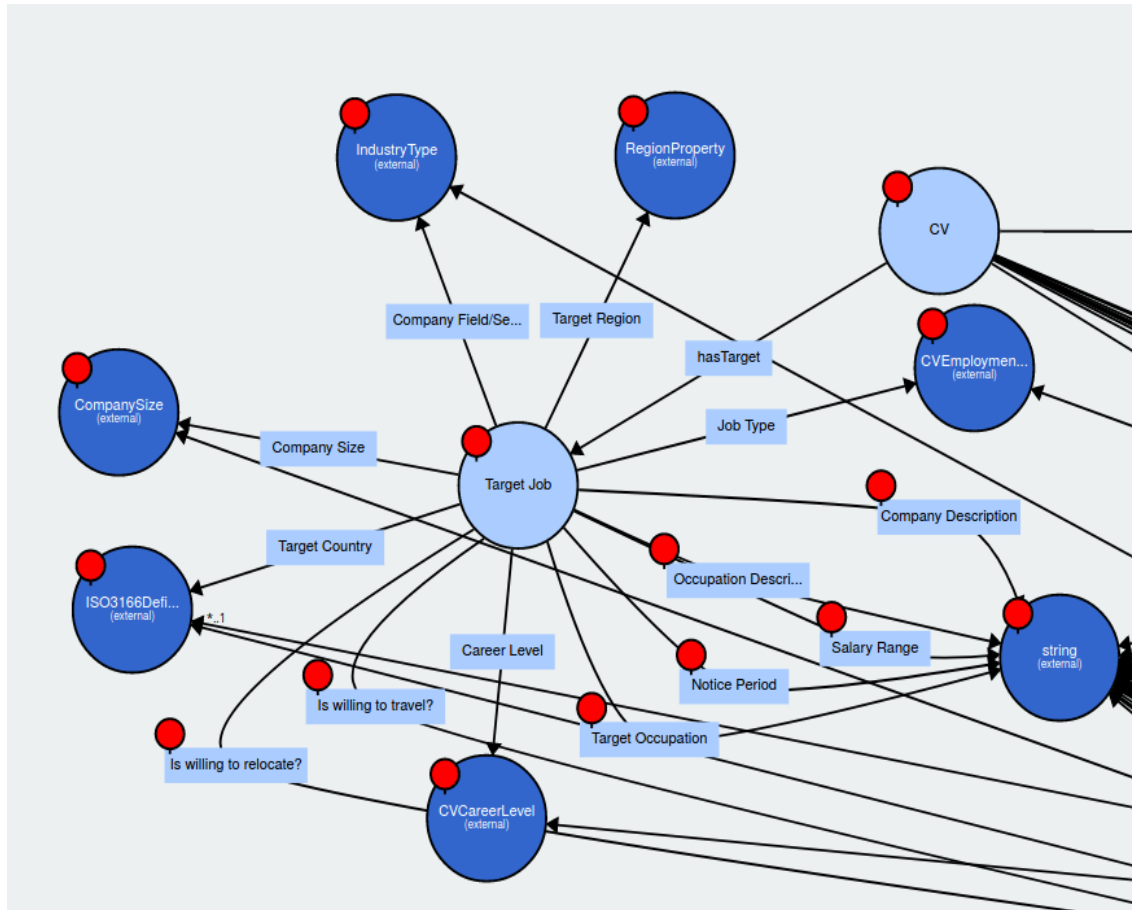 IndustryType
(external)
RegionProperty
(external)
CV
Company Field/Se...
Target Region
hasTarget
CVEmploymen...
(external)
CompanySize
(external)
Company Size
Job Type
Target Job
Company Description
Target Country
Occupation Descri...
ISO3166Defi...
(external)
*..1
Career Level
Salary Range
string
(external)
Notice Period
Is willing to travel?
Target Occupation
Is willing to relocate?
CVCareerLevel
(external)